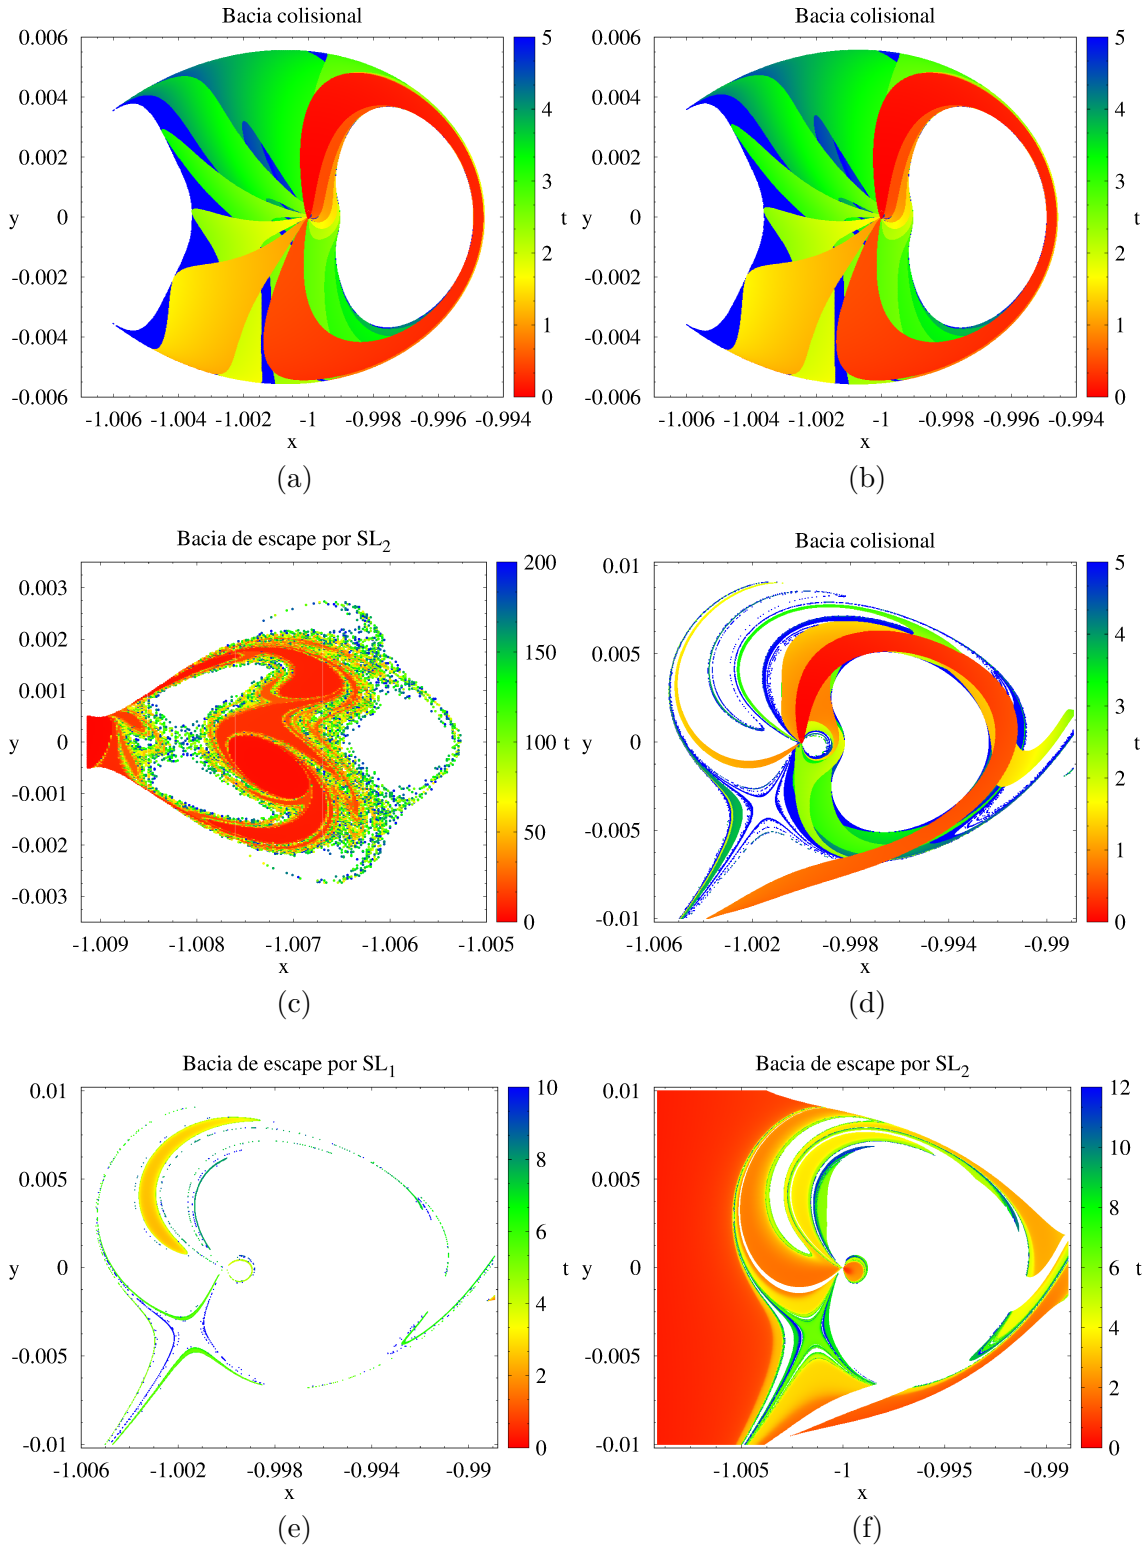 Bacia colisional
0.006
0.004
0.002
0
-0.002
-0.004
-0.006
y
-1.006 -1.004 -1.002 -1 -0.998 -0.996 -0.994
x
5
4
3
2
1
0
t
(a)
Bacia colisional
0.006
0.004
0.002
0
-0.002
-0.004
-0.006
y
-1.006 -1.004 -1.002 -1 -0.998 -0.996 -0.994
x
5
4
3
2
1
0
t
(b)
Bacia de escape por SL2
0.003
0.002
0.001
0
-0.001
-0.002
-0.003
y
-1.009 -1.008 -1.007 -1.006 -1.005
x
200
150
100
50
0
t
(c)
Bacia colisional
0.01
0.005
0
-0.005
-0.01
y
-1.006 -1.002 -0.998 -0.994 -0.99
x
5
4
3
2
1
0
t
(d)
Bacia de escape por SL1
0.01
0.005
0
-0.005
-0.01
y
-1.006 -1.002 -0.998 -0.994 -0.99
x
10
8
6
4
2
0
t
(e)
Bacia de escape por SL2
0.01
0.005
0
-0.005
-0.01
y
-1.005 -1 -0.995 -0.99
x
12
10
8
6
4
2
0
t
(f)